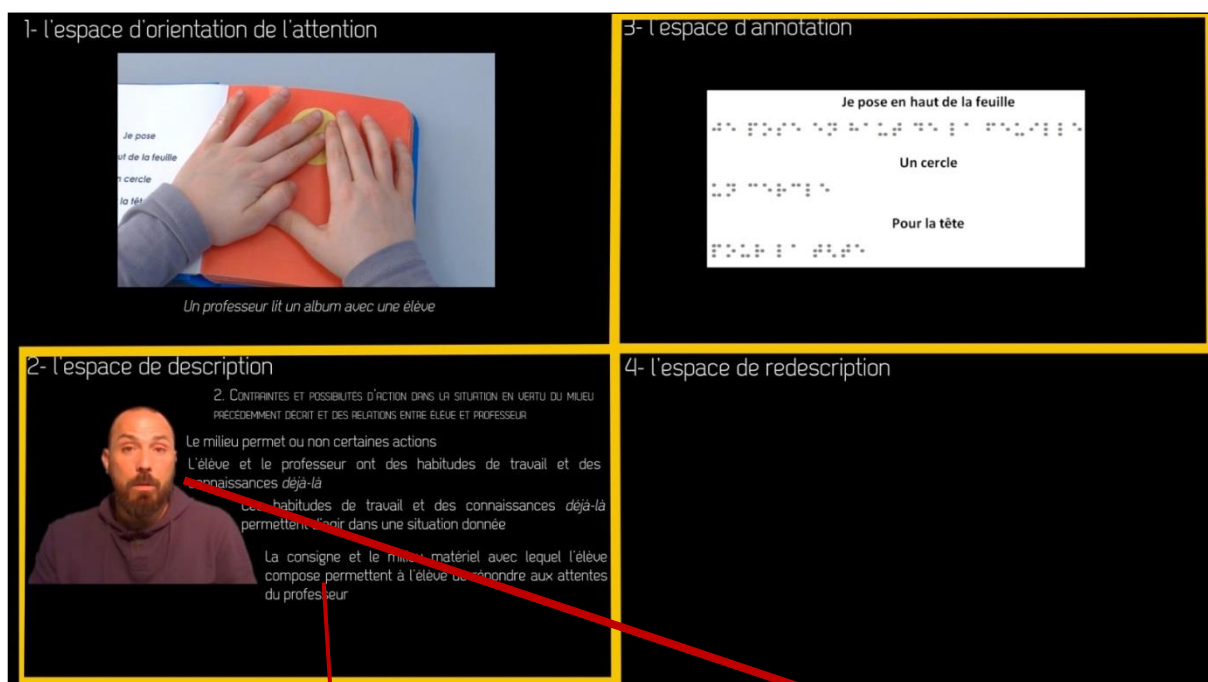 1- l'espace d'orientation de l'attention
Je pose
ut de la feuille
n cercle
la têt
Un professeur lit un album avec une élève
3- l'espace d'annotation
Je pose en haut de la feuille
⠚⠑ ⠏⠕⠎⠑ ⠑⠝ ⠓⠁⠥⠞ ⠙⠑ ⠇⠁ ⠋⠑⠥⠊⠇⠇⠑
Un cercle
⠥⠝ ⠉⠑⠗⠉⠇⠑
Pour la tête
⠏⠕⠥⠗ ⠇⠁ ⠞⠣⠞⠑
2- l'espace de description
2. Contraintes et possibilités d'action dans la situation en vertu du milieu
précédemment décrit et des relations entre élève et professeur
Le milieu permet ou non certaines actions
L'élève et le professeur ont des habitudes de travail et des
connaissances déjà-là
Ces habitudes de travail et des connaissances déjà-là
permettent d'agir dans une situation donnée
La consigne et le milieu matériel avec lequel l'élève
compose permettent à l'élève de répondre aux attentes
du professeur
4- l'espace de redescription